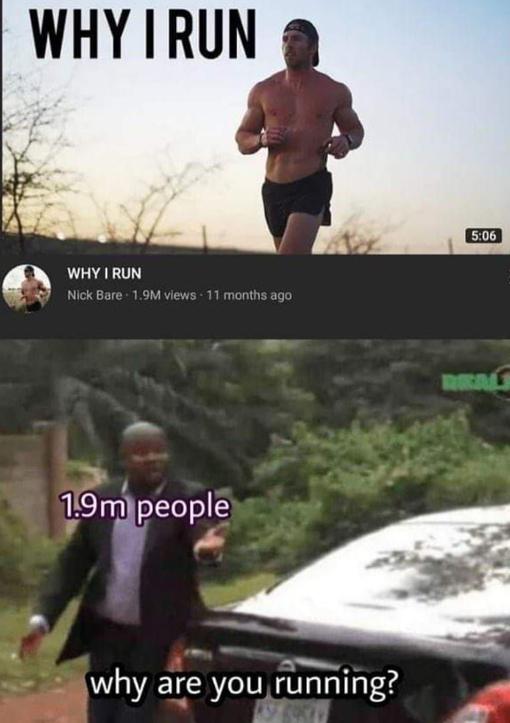 WHY I RUN
5:06
WHY I RUN
Nick Bare · 1.9M views · 11 months ago
1.9m people
why are you running?